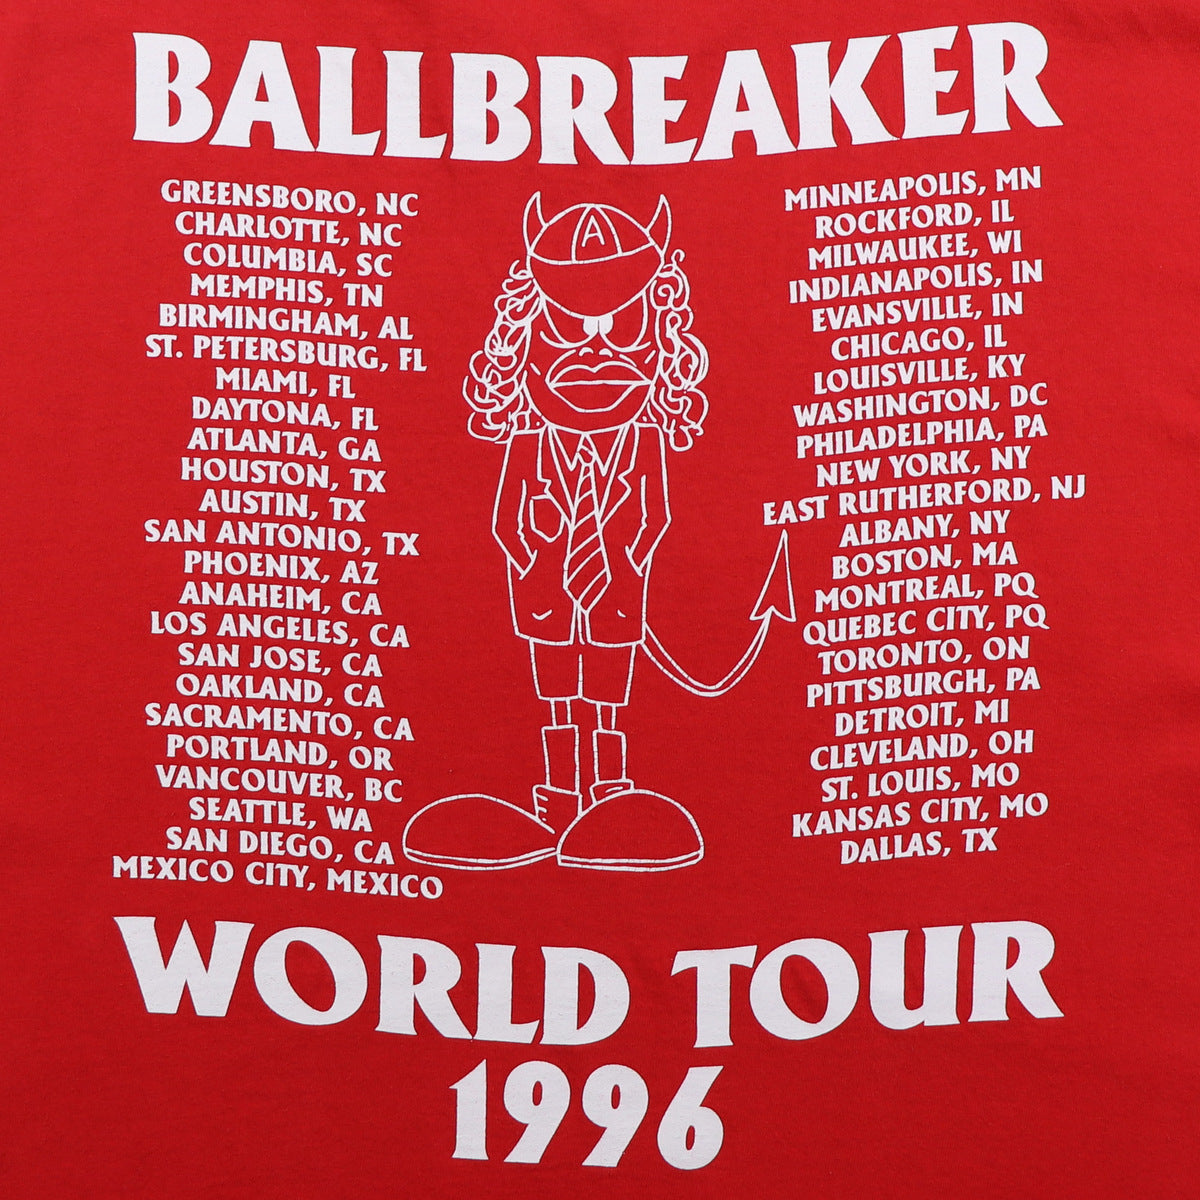 BALLBREAKER
GREENSBORO, NC
CHARLOTTE, NC
COLUMBIA, SC
MEMPHIS, TN
BIRMINGHAM, AL
ST. PETERSBURG, FL
MIAMI, FL
DAYTONA, FL
ATLANTA, GA
HOUSTON, TX
AUSTIN, TX
SAN ANTONIO, TX
PHOENIX, AZ
ANAHEIM, CA
LOS ANGELES, CA
SAN JOSE, CA
OAKLAND, CA
SACRAMENTO, CA
PORTLAND, OR
VANCOUVER, BC
SEATTLE, WA
SAN DIEGO, CA
MEXICO CITY, MEXICO
A
MINNEAPOLIS, MN
ROCKFORD, IL
MILWAUKEE, WI
INDIANAPOLIS, IN
EVANSVILLE, IN
CHICAGO, IL
LOUISVILLE, KY
WASHINGTON, DC
PHILADELPHIA, PA
NEW YORK, NY
EAST RUTHERFORD, NJ
ALBANY, NY
BOSTON, MA
MONTREAL, PQ
QUEBEC CITY, PQ
TORONTO, ON
PITTSBURGH, PA
DETROIT, MI
CLEVELAND, OH
ST. LOUIS, MO
KANSAS CITY, MO
DALLAS, TX
WORLD TOUR
1996